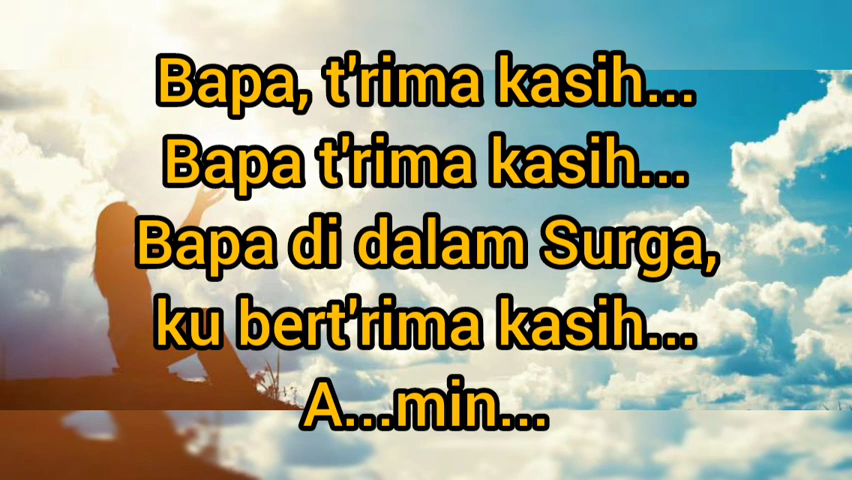 Bapa, t'rima kasih...
Bapa t'rima kasih...
Bapa di dalam Surga,
ku bert'rima kasih...
A...min...